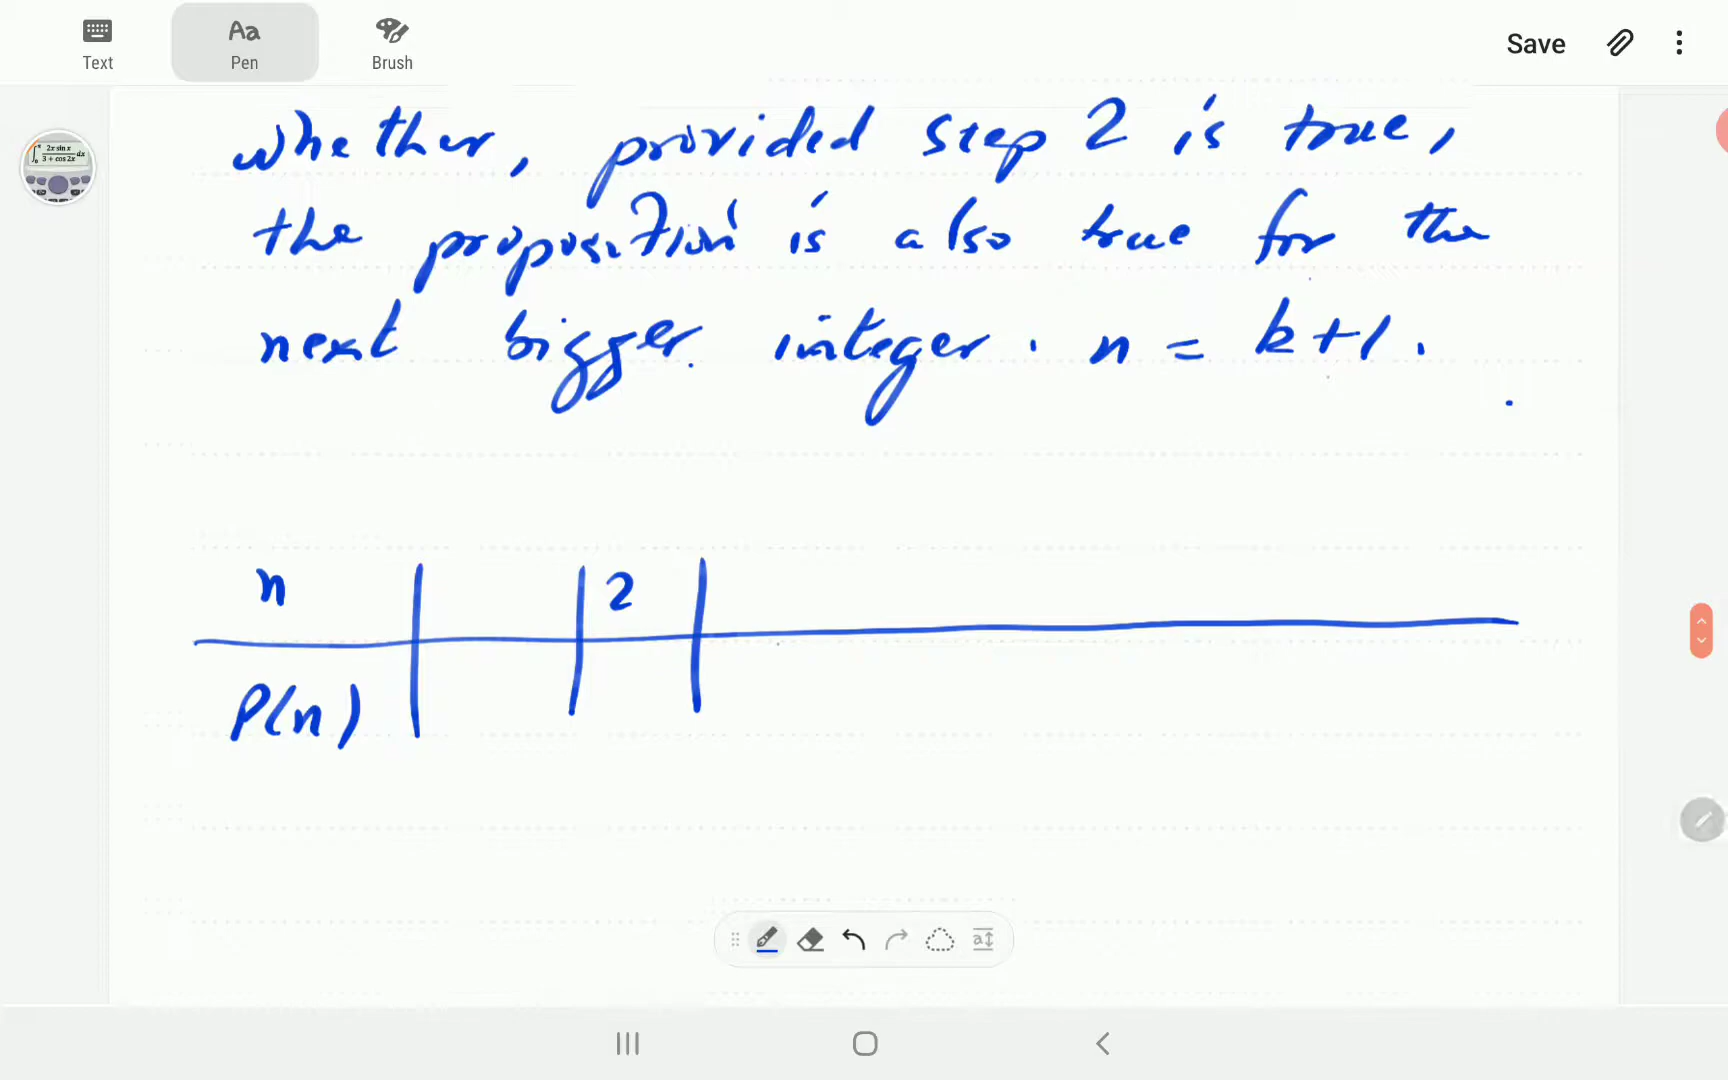 Text Aa Pen Brush Save
whether, provided step 2 is true,
the proposition is also true for the
next bigger integer. n = k+1.
n 2
P(n)